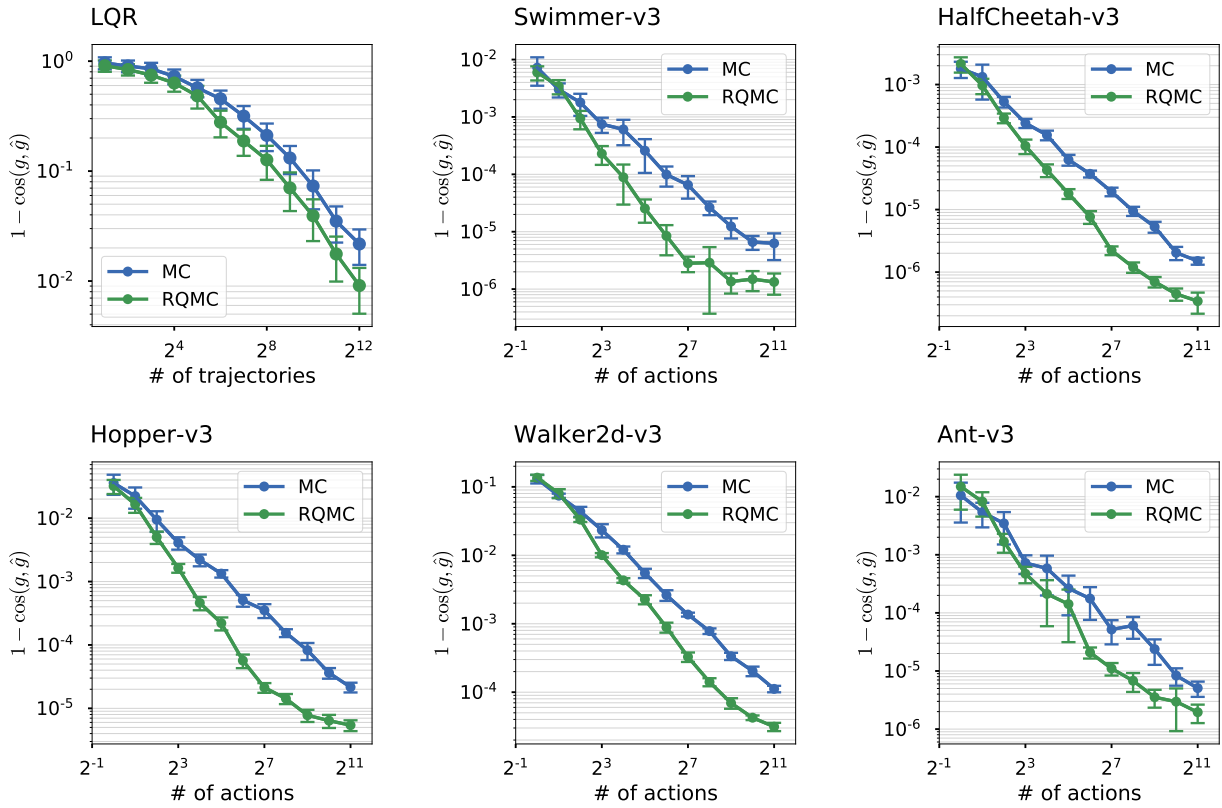 LQR
10^0
10^-1
10^-2
1 − cos(g, ĝ)
MC
RQMC
2^4
2^8
2^12
# of trajectories
Swimmer-v3
10^-2
10^-3
10^-4
10^-5
10^-6
1 − cos(g, ĝ)
MC
RQMC
2^-1
2^3
2^7
2^11
# of actions
HalfCheetah-v3
10^-3
10^-4
10^-5
10^-6
1 − cos(g, ĝ)
MC
RQMC
2^-1
2^3
2^7
2^11
# of actions
Hopper-v3
10^-2
10^-3
10^-4
10^-5
1 − cos(g, ĝ)
MC
RQMC
2^-1
2^3
2^7
2^11
# of actions
Walker2d-v3
10^-1
10^-2
10^-3
10^-4
1 − cos(g, ĝ)
MC
RQMC
2^-1
2^3
2^7
2^11
# of actions
Ant-v3
10^-2
10^-3
10^-4
10^-5
10^-6
1 − cos(g, ĝ)
MC
RQMC
2^-1
2^3
2^7
2^11
# of actions